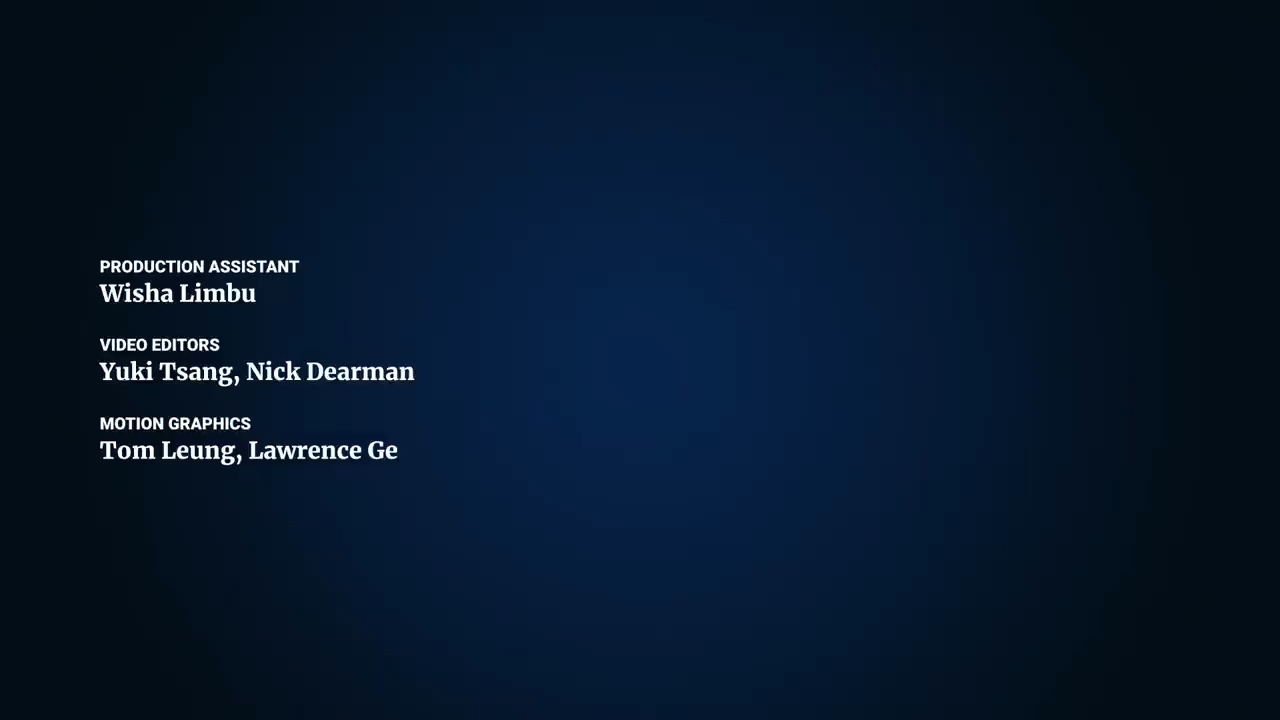 PRODUCTION ASSISTANT
Wisha Limbu
VIDEO EDITORS
Yuki Tsang, Nick Dearman
MOTION GRAPHICS
Tom Leung, Lawrence Ge